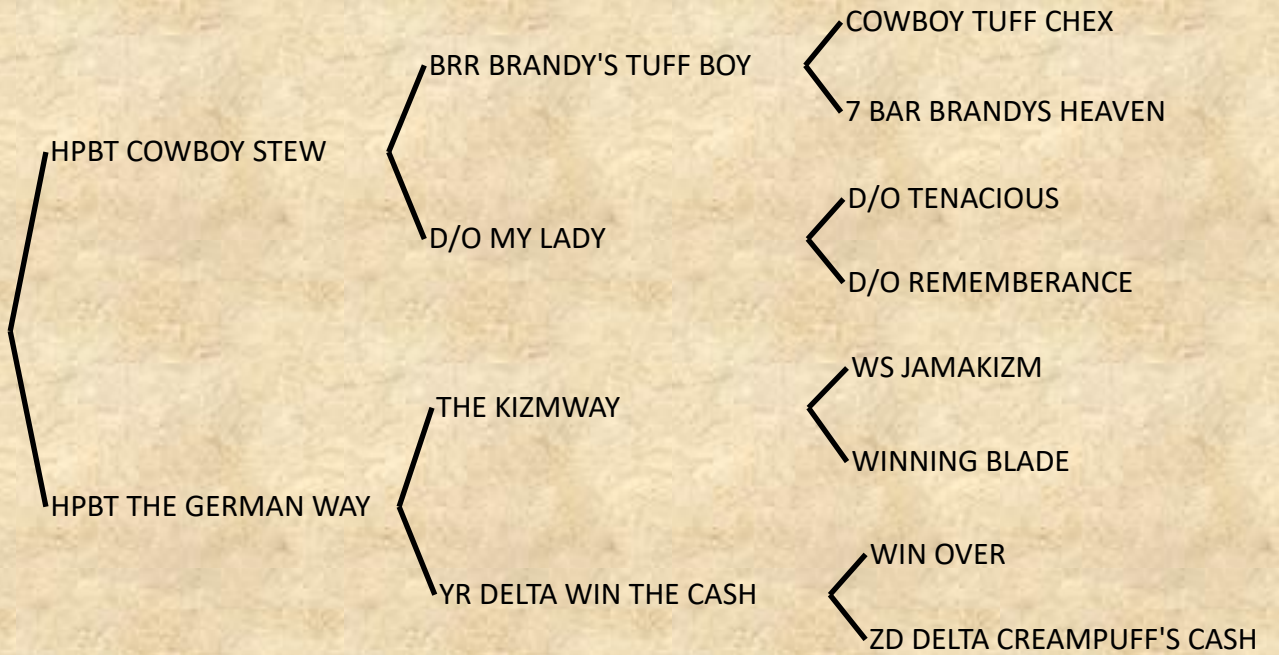 COWBOY TUFF CHEX
BRR BRANDY'S TUFF BOY
7 BAR BRANDYS HEAVEN
HPBT COWBOY STEW
D/O TENACIOUS
D/O MY LADY
D/O REMEMBERANCE
WS JAMAKIZM
THE KIZMWAY
WINNING BLADE
HPBT THE GERMAN WAY
WIN OVER
YR DELTA WIN THE CASH
ZD DELTA CREAMPUFF'S CASH